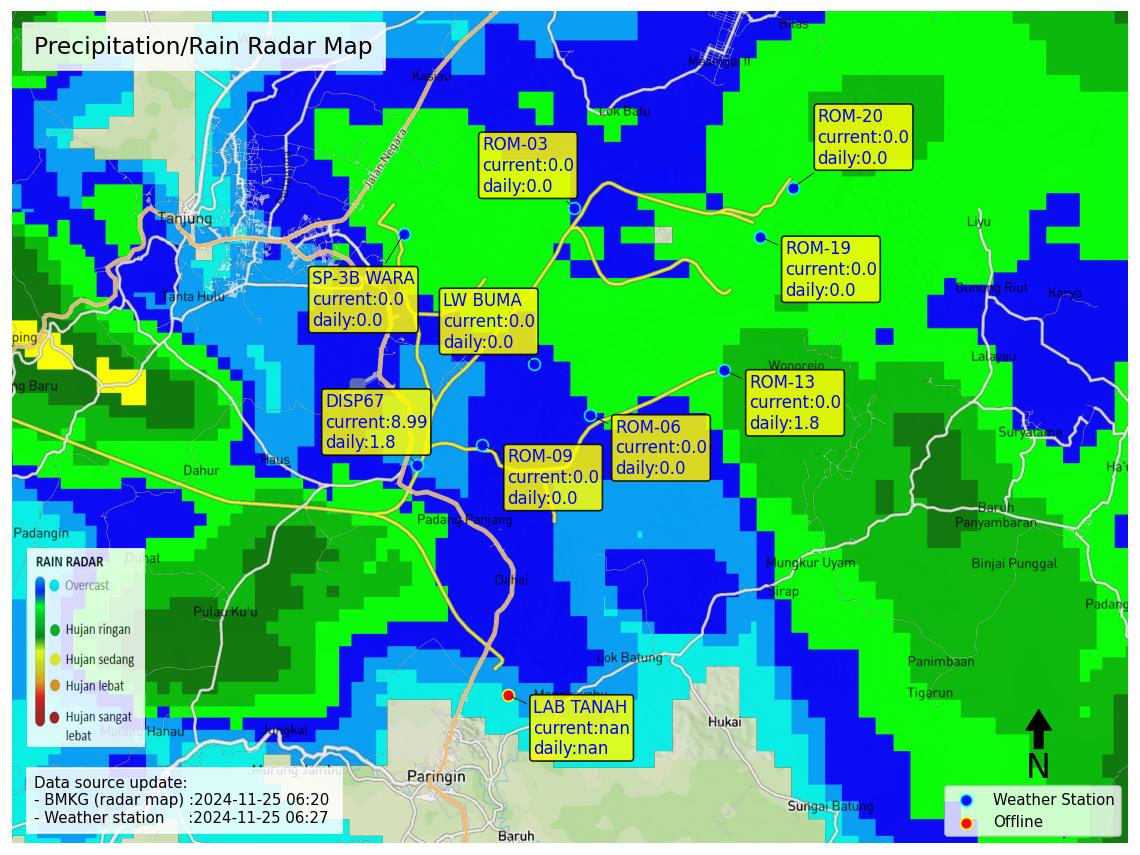 Precipitation/Rain Radar Map
Bilas
Kasiau
Lok Batu
Jalan Negara
ROM-20
current:0.0
daily:0.0
ROM-03
current:0.0
daily:0.0
Tanjung
Liyu
ROM-19
current:0.0
daily:0.0
SP-3B WARA
current:0.0
daily:0.0
LW BUMA
current:0.0
daily:0.0
Tanta Hulu
Gunung Riut
Karya
ping
Lalayau
Wonorejo
ng Baru
ROM-13
current:0.0
daily:1.8
DISP67
current:8.99
daily:1.8
ROM-06
current:0.0
daily:0.0
Suryatama
ROM-09
current:0.0
daily:0.0
Haus
Dahur
Ha'u
Baruh
Panyambaran
Padang Panjang
Padangin
Mungkur Uyam
Binjai Punggal
Dahai
Sirap
Padang
Pulau Ku'u
RAIN RADAR
Overcast
Hujan ringan
Hujan sedang
Hujan lebat
Hujan sangat
lebat
Lok Batung
Panimbaan
Tigarun
LAB TANAH
current:nan
daily:nan
Hukai
Jungkal
Murung Jambu
Paringin
Data source update:
- BMKG (radar map) :2024-11-25 06:20
- Weather station :2024-11-25 06:27
N
Sungai Batung
Weather Station
Offline
Baruh